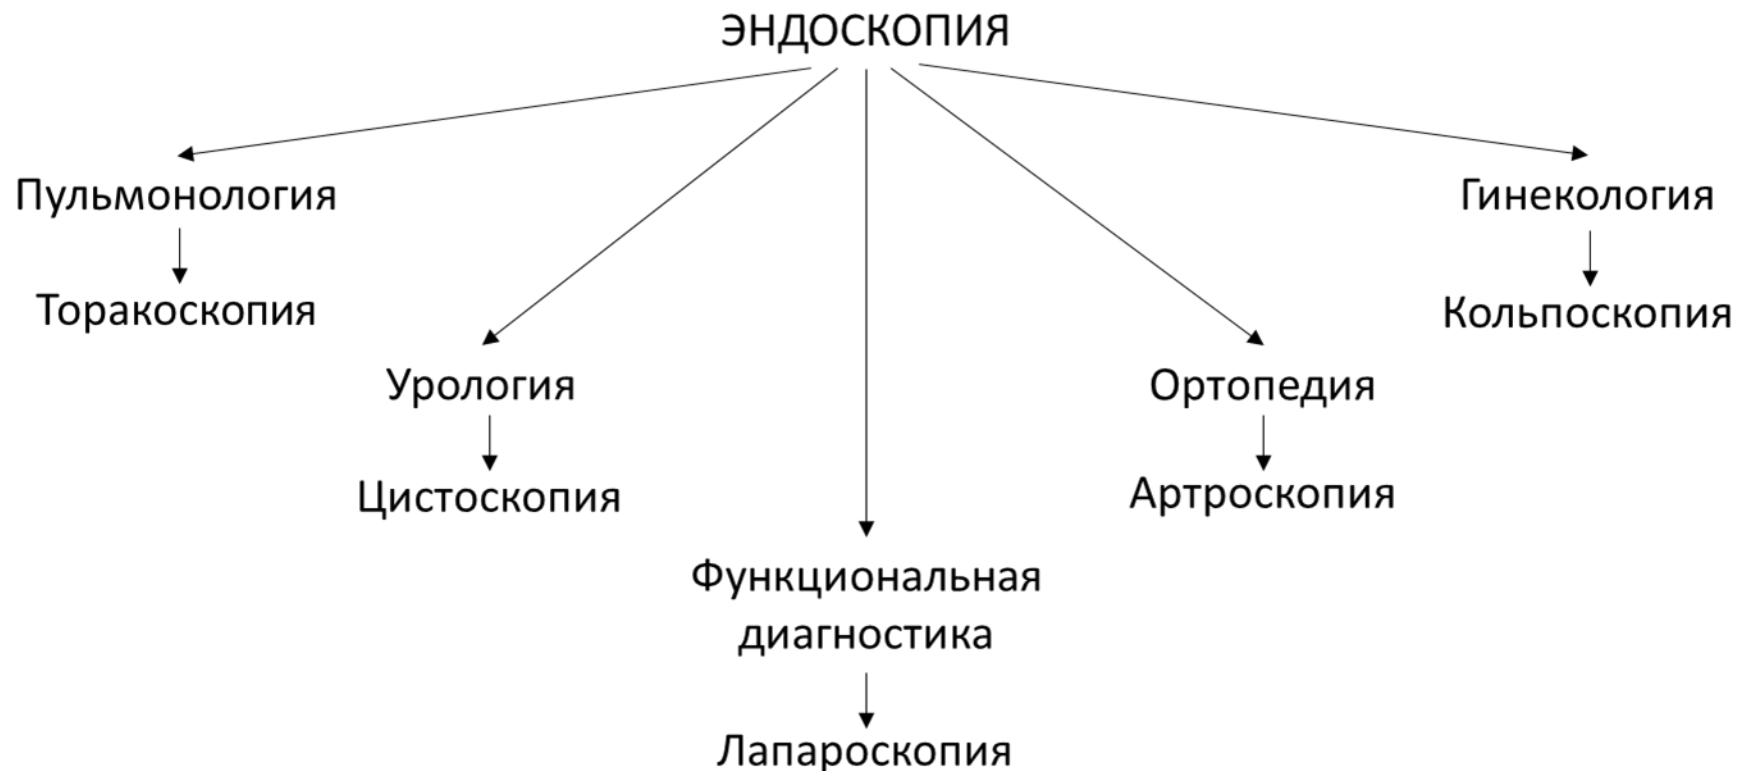 ЭНДОСКОПИЯ
Пульмонология
Гинекология
Торакоскопия
Кольпоскопия
Урология
Ортопедия
Цистоскопия
Артроскопия
Функциональная
диагностика
Лапароскопия